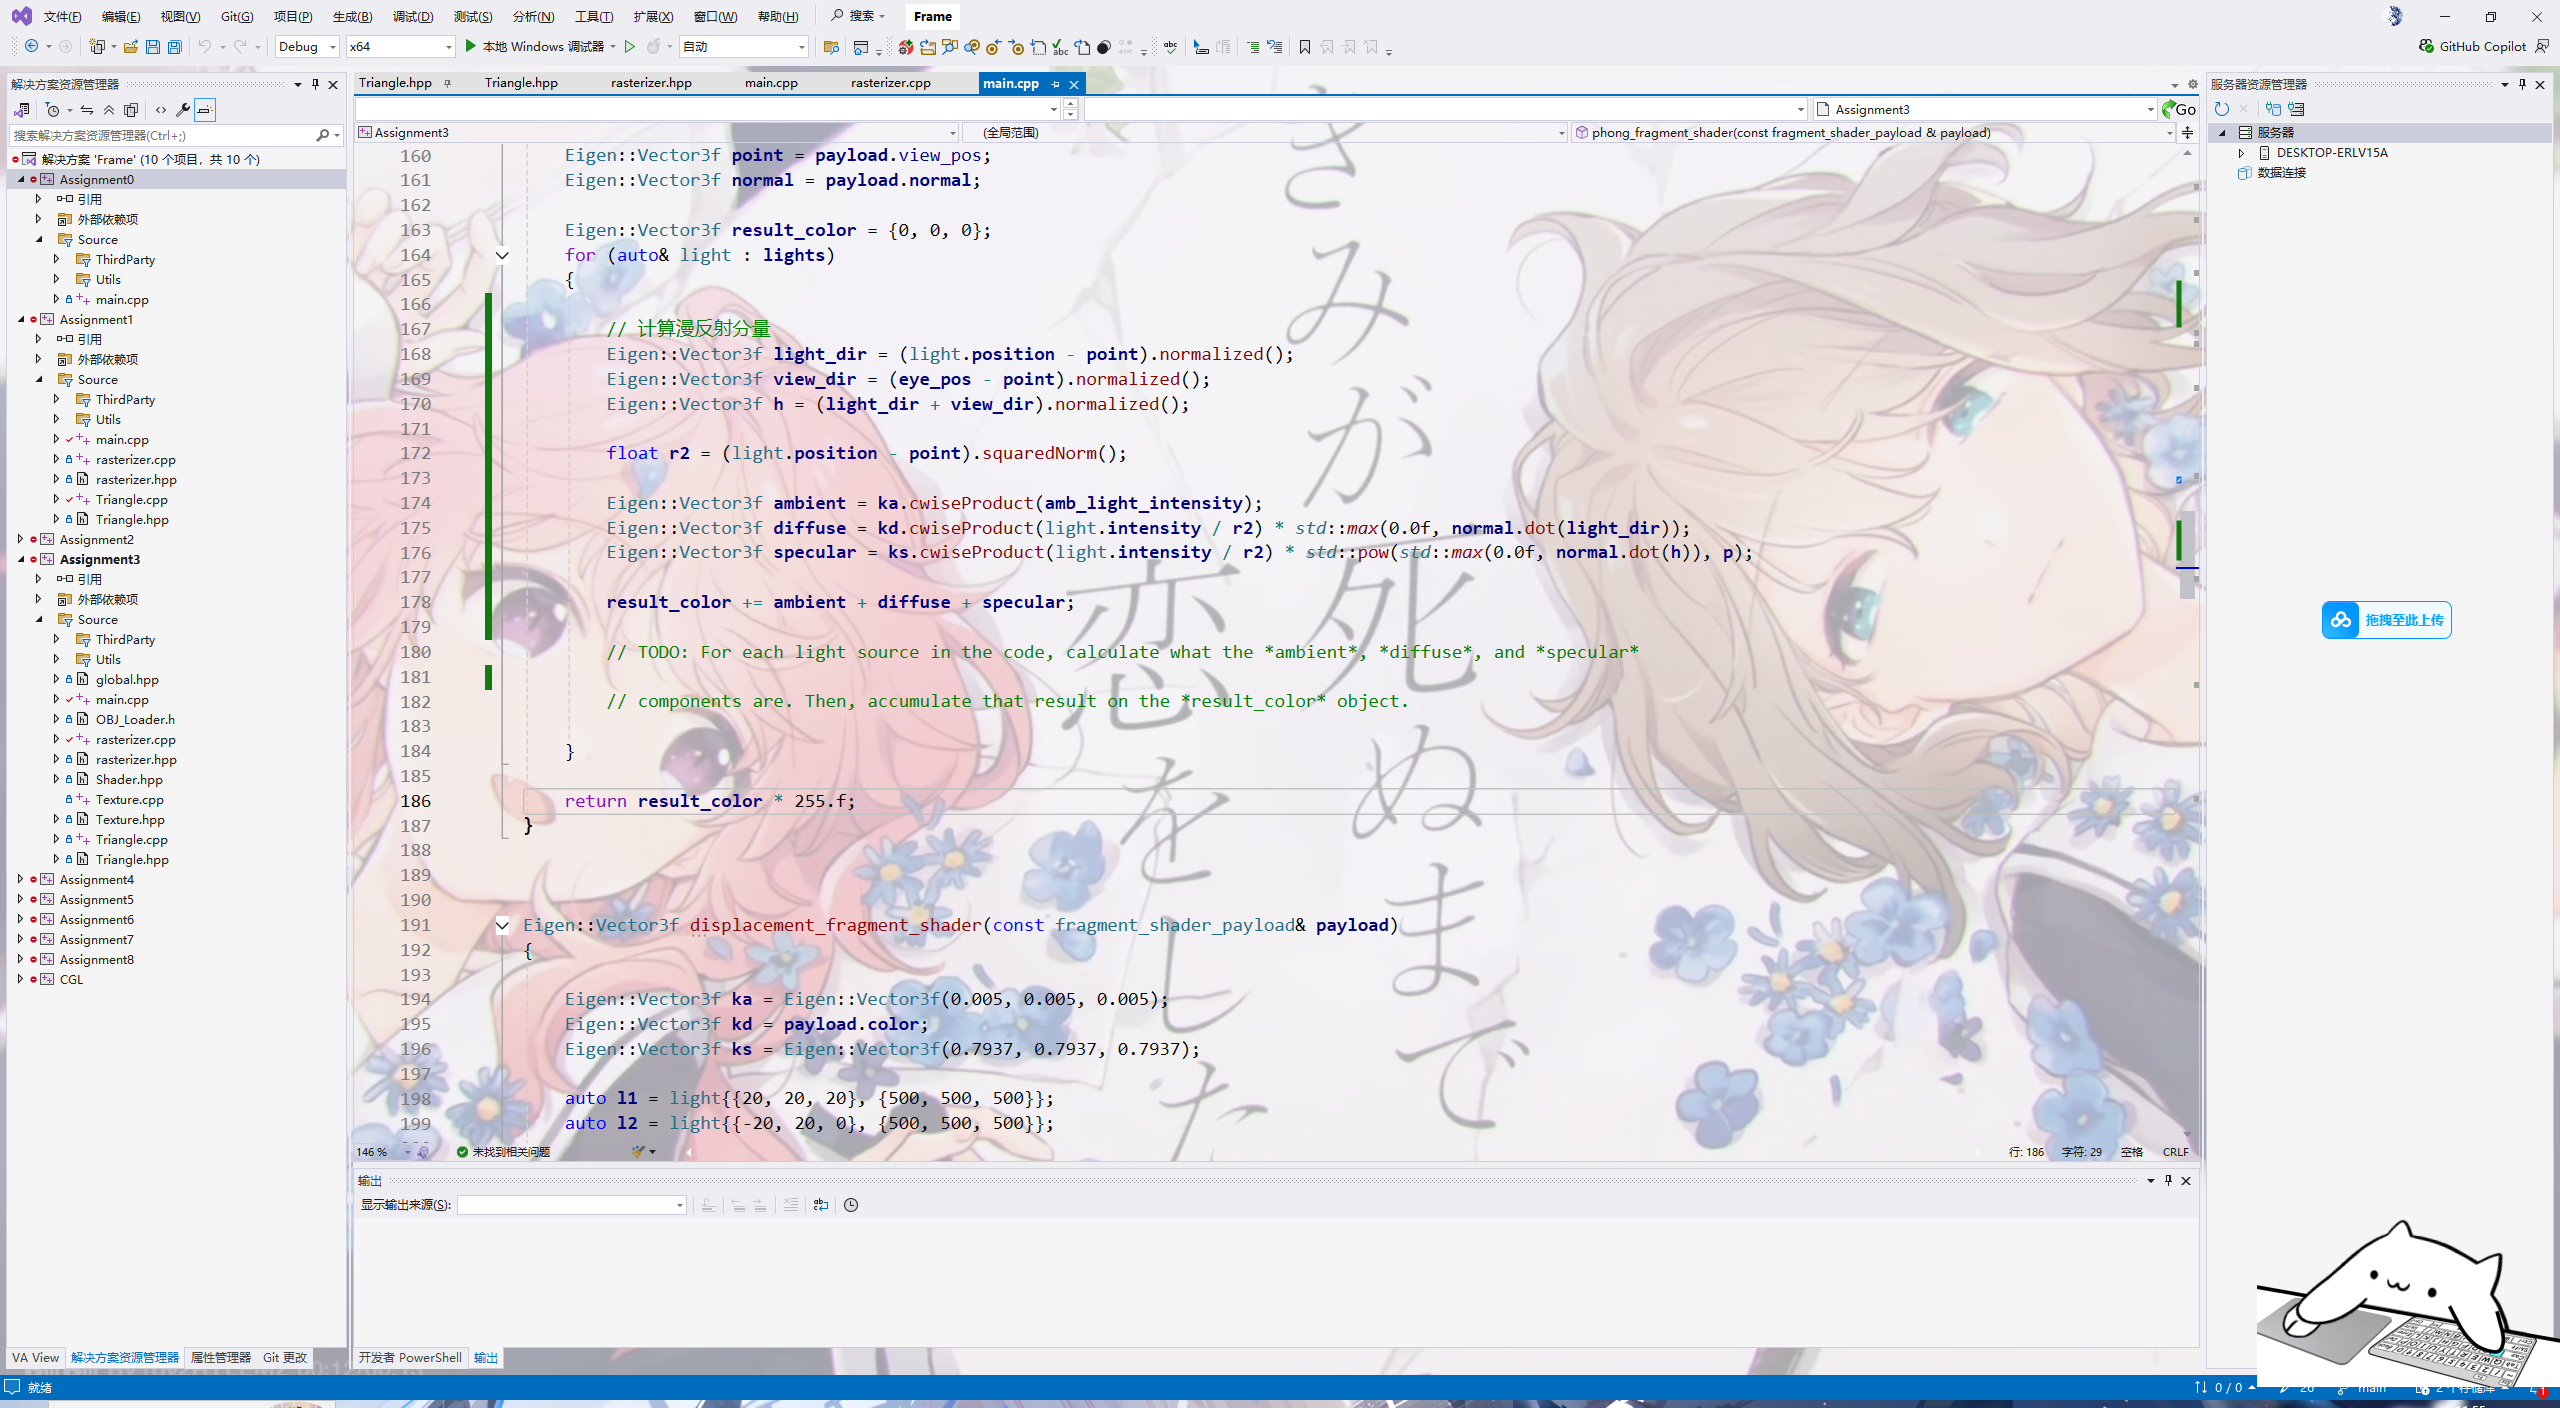 文件(F) 编辑(E) 视图(V) Git(G) 项目(P) 生成(B) 调试(D) 测试(S) 分析(N) 工具(T) 扩展(X) 窗口(W) 帮助(H) 搜索 Frame
Debug x64 本地 Windows 调试器 自动 GitHub Copilot
解决方案资源管理器
搜索解决方案资源管理器(Ctrl+;)
解决方案 'Frame' (10 个项目，共 10 个)
Assignment0
引用
外部依赖项
Source
ThirdParty
Utils
main.cpp
Assignment1
引用
外部依赖项
Source
ThirdParty
Utils
main.cpp
rasterizer.cpp
rasterizer.hpp
Triangle.cpp
Triangle.hpp
Assignment2
Assignment3
引用
外部依赖项
Source
ThirdParty
Utils
global.hpp
main.cpp
OBJ_Loader.h
rasterizer.cpp
rasterizer.hpp
Shader.hpp
Texture.cpp
Texture.hpp
Triangle.cpp
Triangle.hpp
Assignment4
Assignment5
Assignment6
Assignment7
Assignment8
CGL
VA View 解决方案资源管理器 属性管理器 Git 更改
Triangle.hpp Triangle.hpp rasterizer.hpp main.cpp rasterizer.cpp main.cpp
Assignment3 Go
Assignment3 (全局范围) phong_fragment_shader(const fragment_shader_payload & payload)
160 Eigen::Vector3f point = payload.view_pos;
161 Eigen::Vector3f normal = payload.normal;
162
163 Eigen::Vector3f result_color = {0, 0, 0};
164 for (auto& light : lights)
165 {
166
167 // 计算漫反射分量
168 Eigen::Vector3f light_dir = (light.position - point).normalized();
169 Eigen::Vector3f view_dir = (eye_pos - point).normalized();
170 Eigen::Vector3f h = (light_dir + view_dir).normalized();
171
172 float r2 = (light.position - point).squaredNorm();
173
174 Eigen::Vector3f ambient = ka.cwiseProduct(amb_light_intensity);
175 Eigen::Vector3f diffuse = kd.cwiseProduct(light.intensity / r2) * std::max(0.0f, normal.dot(light_dir));
176 Eigen::Vector3f specular = ks.cwiseProduct(light.intensity / r2) * std::pow(std::max(0.0f, normal.dot(h)), p);
177
178 result_color += ambient + diffuse + specular;
179
180 // TODO: For each light source in the code, calculate what the *ambient*, *diffuse*, and *specular*
181
182 // components are. Then, accumulate that result on the *result_color* object.
183
184 }
185
186 return result_color * 255.f;
187 }
188
189
190
191 Eigen::Vector3f displacement_fragment_shader(const fragment_shader_payload& payload)
192 {
193
194 Eigen::Vector3f ka = Eigen::Vector3f(0.005, 0.005, 0.005);
195 Eigen::Vector3f kd = payload.color;
196 Eigen::Vector3f ks = Eigen::Vector3f(0.7937, 0.7937, 0.7937);
197
198 auto l1 = light{{20, 20, 20}, {500, 500, 500}};
199 auto l2 = light{{-20, 20, 0}, {500, 500, 500}};
きみが死ぬまで
恋をした
146 % 未找到相关问题 行: 186 字符: 29 空格 CRLF
输出
显示输出来源(S):
开发者 PowerShell 输出
服务器资源管理器
服务器
DESKTOP-ERLV15A
数据连接
拖拽至此上传
就绪 0 / 0 26 main
1